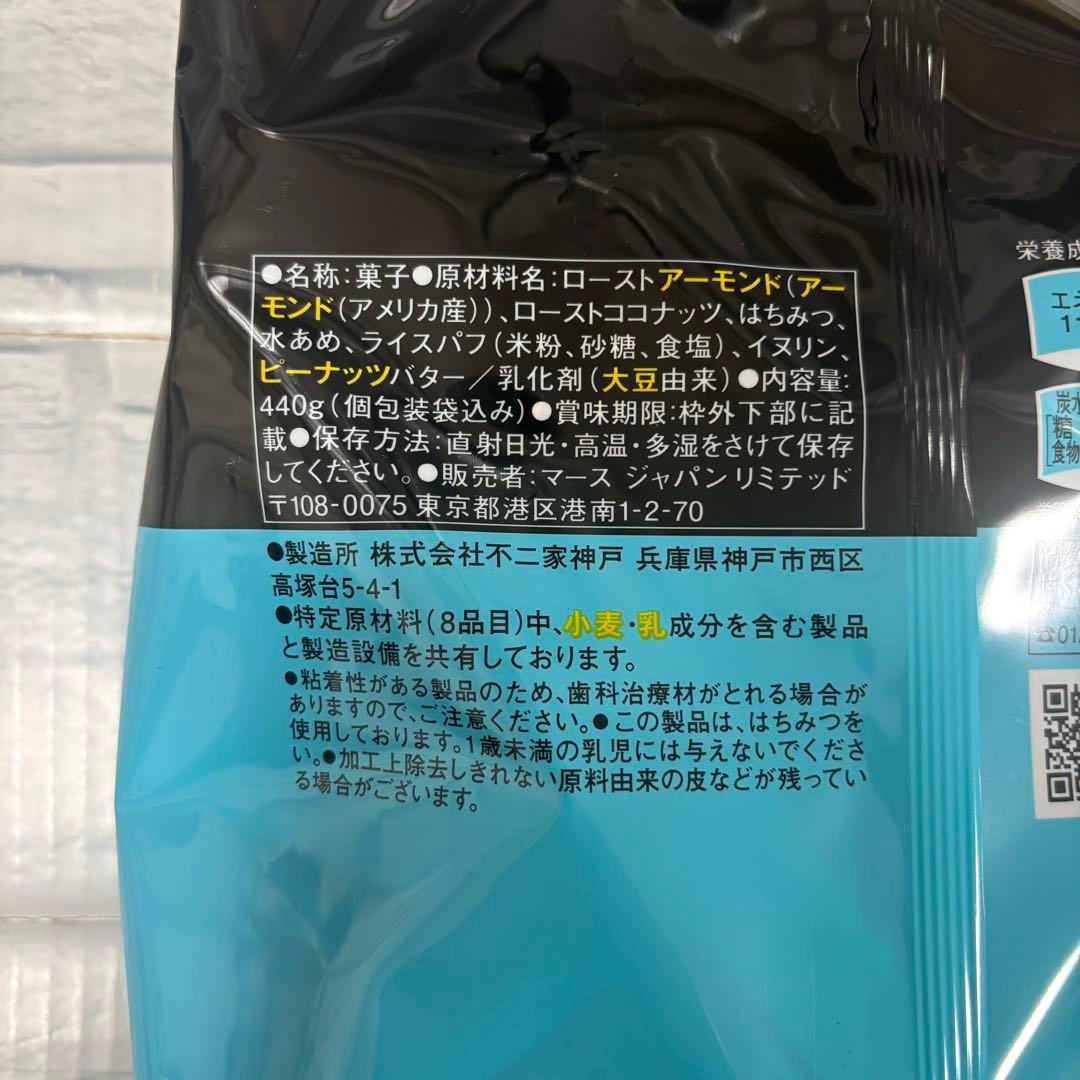 ●名称:菓子●原材料名:ローストアーモンド(アー
モンド(アメリカ産))、ローストココナッツ、はちみつ、
水あめ、ライスパフ(米粉、砂糖、食塩)、イヌリン、
ピーナッツバター/乳化剤(大豆由来)●内容量:
440g(個包装袋込み)●賞味期限:枠外下部に記
載●保存方法:直射日光・高温・多湿をさけて保存
してください。●販売者:マース ジャパンリミテッド
〒108-0075 東京都港区港南1-2-70
●製造所 株式会社不二家神戸 兵庫県神戸市西区
高塚台5-4-1
●特定原材料(8品目)中、小麦・乳成分を含む製品
と製造設備を共有しております。
●粘着性がある製品のため、歯科治療材がとれる場合が
ありますので、ご注意ください。●この製品は、はちみつを
使用しております。1歳未満の乳児には与えないでくださ
い。●加工上除去しきれない原料由来の皮などが残ってい
る場合がございます。
栄養成
エネ
1
炭水
糖
食物
01